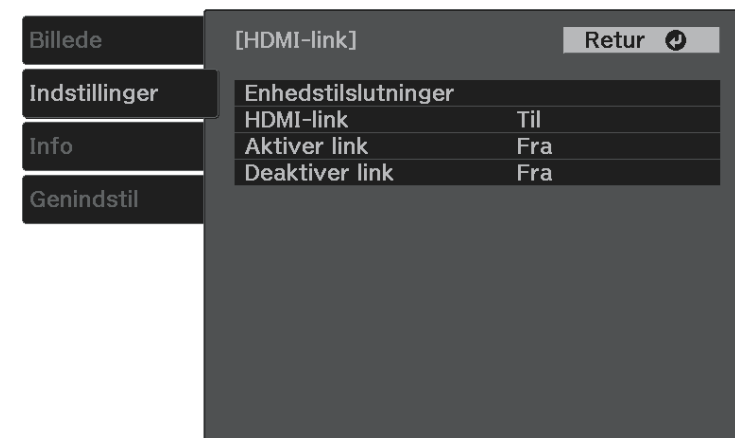 Billede
Indstillinger
Info
Genindstil
[HDMI-link]
Retur
Enhedstilslutninger
HDMI-link Til
Aktiver link Fra
Deaktiver link Fra